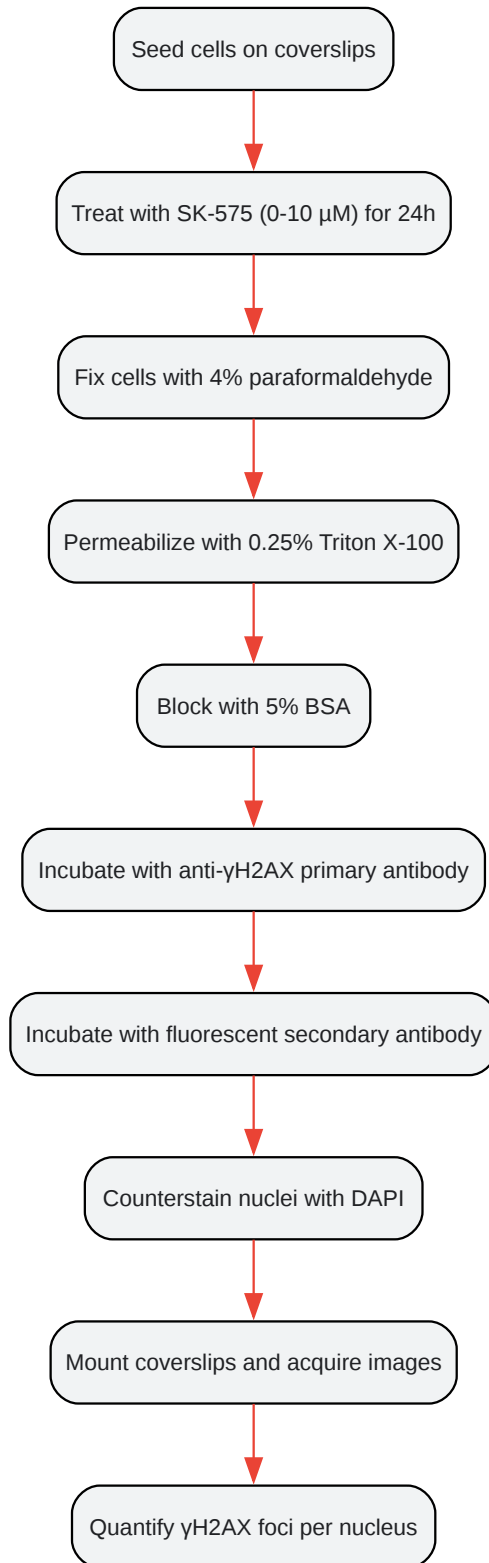 Seed cells on coverslips
Treat with SK-575 (0-10 µM) for 24h
Fix cells with 4% paraformaldehyde
Permeabilize with 0.25% Triton X-100
Block with 5% BSA
Incubate with anti-γH2AX primary antibody
Incubate with fluorescent secondary antibody
Counterstain nuclei with DAPI
Mount coverslips and acquire images
Quantify γH2AX foci per nucleus